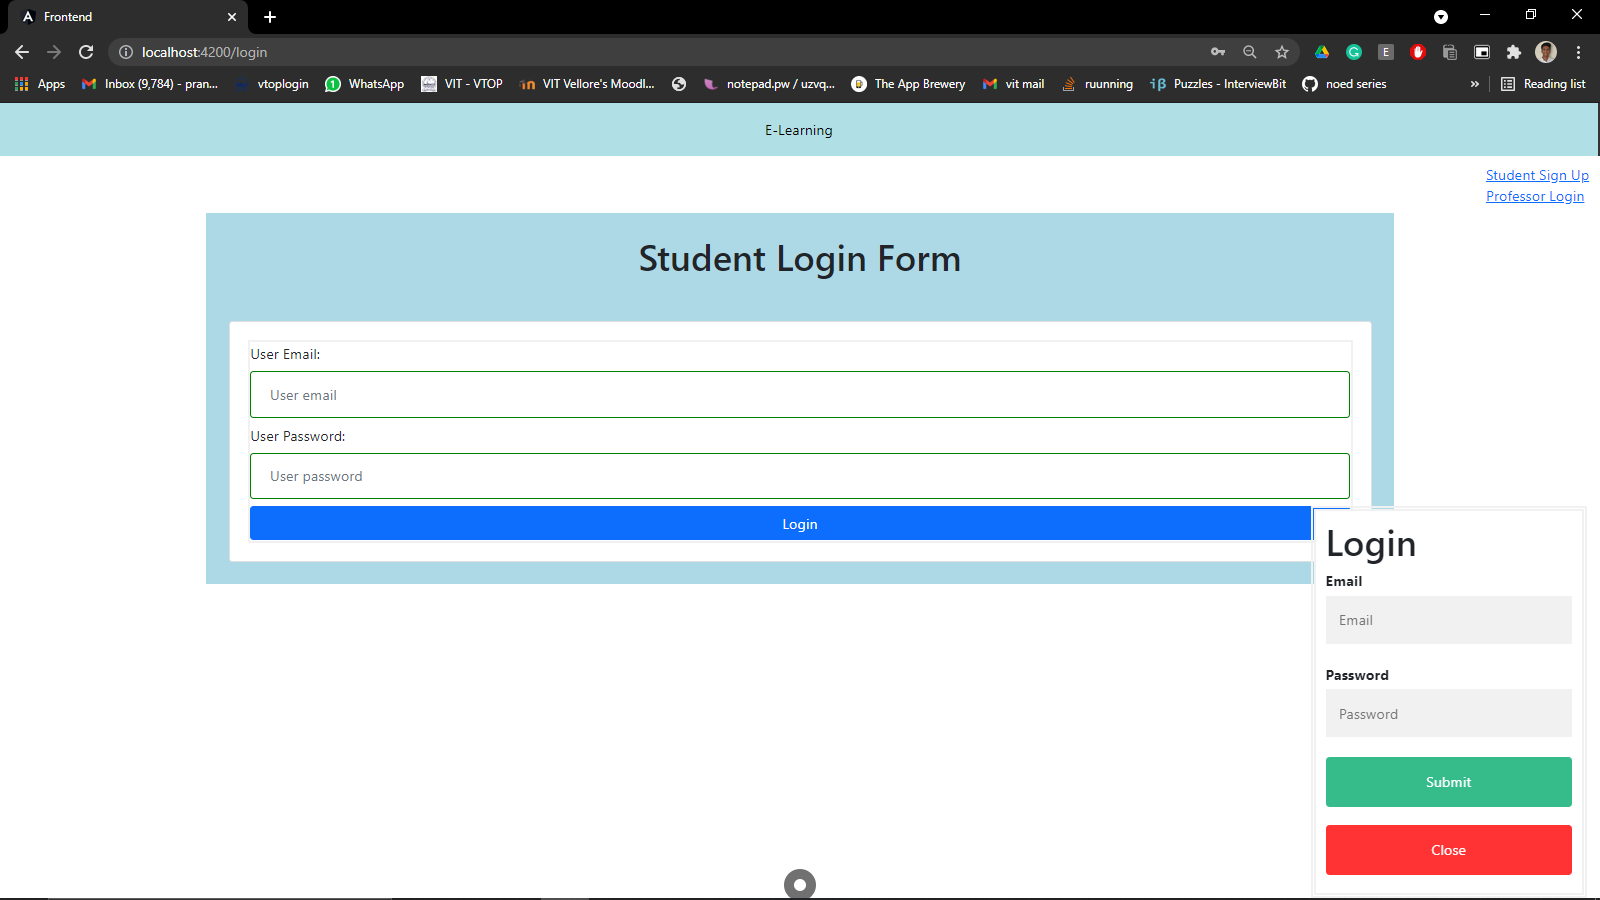 Frontend
localhost:4200/login
Apps
Inbox (9,784) - pran...
vtoplogin
WhatsApp
VIT - VTOP
VIT Vellore's Moodl...
notepad.pw / uzvq...
The App Brewery
vit mail
ruunning
Puzzles - InterviewBit
noed series
»
Reading list
E-Learning
Student Sign Up
Professor Login
Student Login Form
User Email:
User email
User Password:
User password
Login
Login
Email
Email
Password
Password
Submit
Close